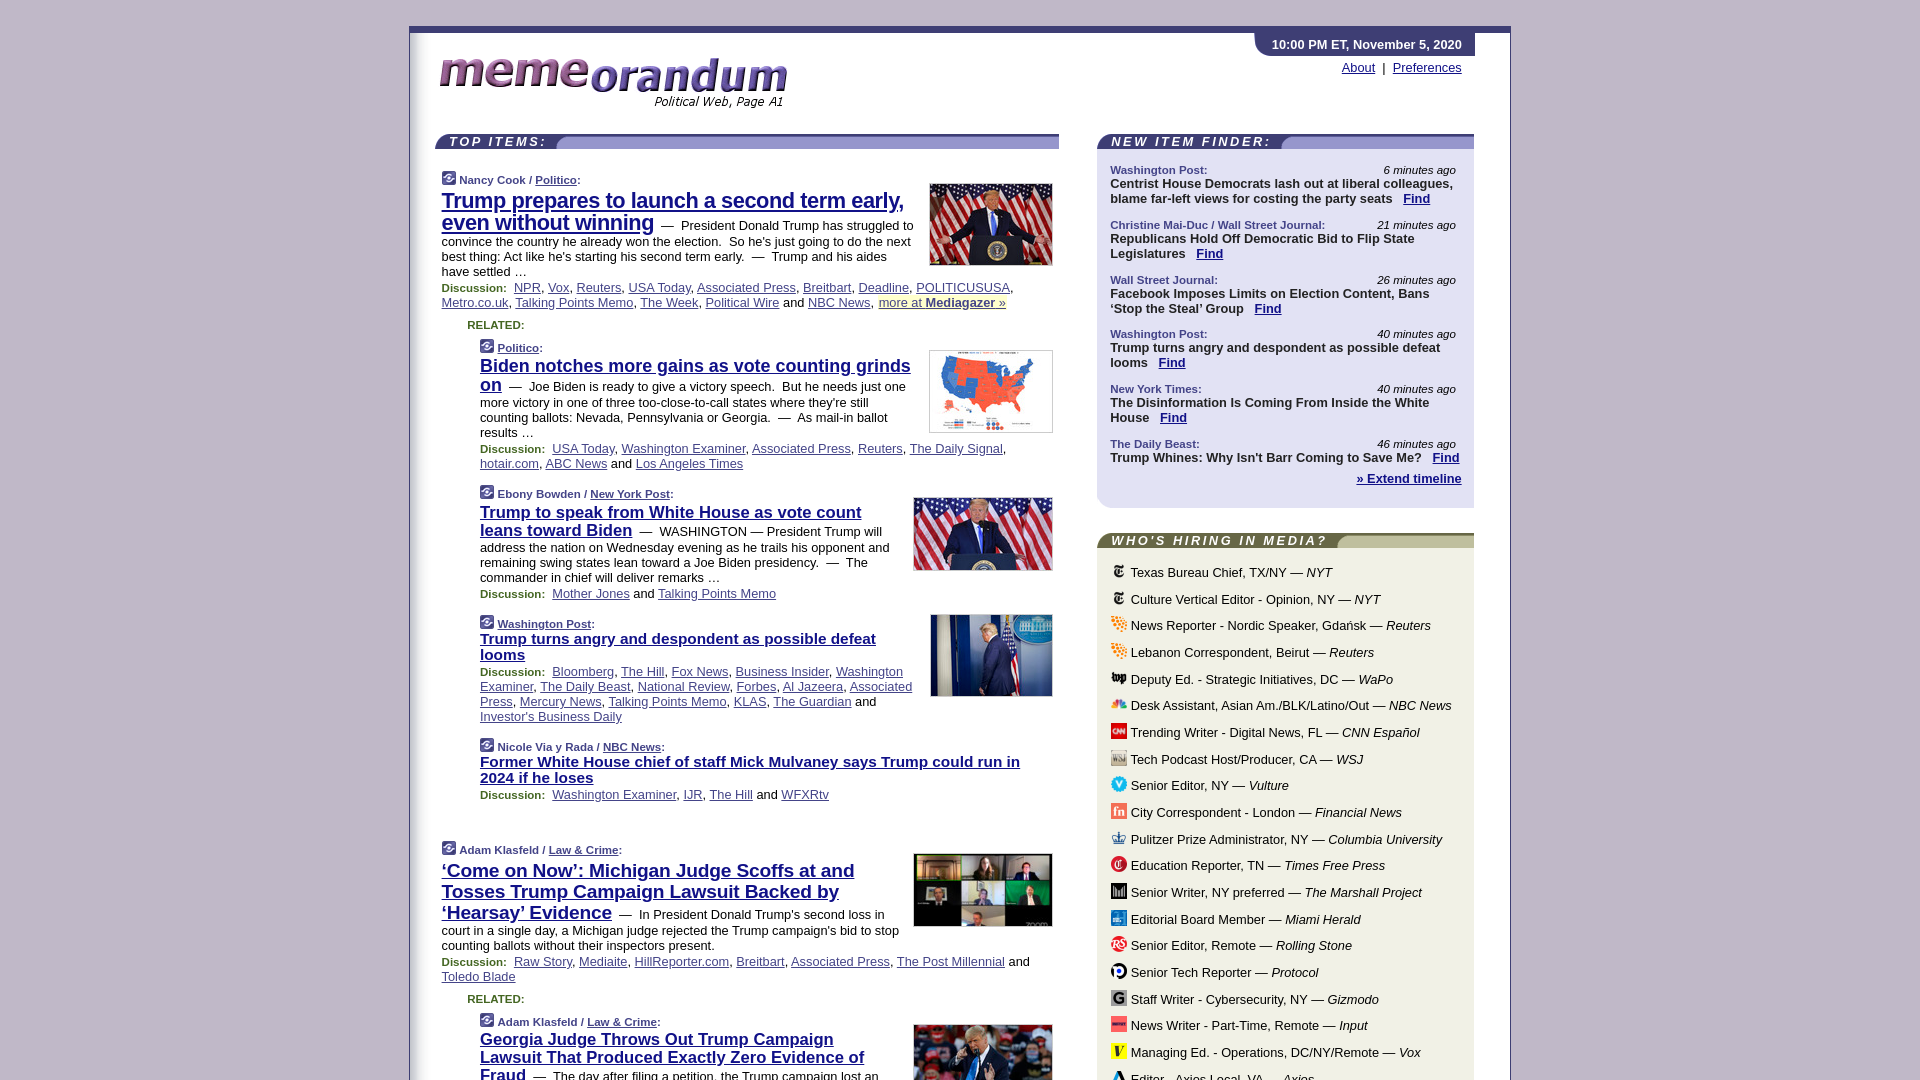 10:00 PM ET, November 5, 2020
memeorandum
About | Preferences
Political Web, Page A1
TOP ITEMS:
Nancy Cook / Politico:
Trump prepares to launch a second term early,
even without winning — President Donald Trump has struggled to
convince the country he already won the election. So he's just going to do the next
best thing: Act like he's starting his second term early. — Trump and his aides
have settled …
Discussion: NPR, Vox, Reuters, USA Today, Associated Press, Breitbart, Deadline, POLITICUSUSA,
Metro.co.uk, Talking Points Memo, The Week, Political Wire and NBC News, more at Mediagazer »
RELATED:
Politico:
Biden notches more gains as vote counting grinds
on — Joe Biden is ready to give a victory speech. But he needs just one
more victory in one of three too-close-to-call states where they're still
counting ballots: Nevada, Pennsylvania or Georgia. — As mail-in ballot
results …
Discussion: USA Today, Washington Examiner, Associated Press, Reuters, The Daily Signal,
hotair.com, ABC News and Los Angeles Times
Ebony Bowden / New York Post:
Trump to speak from White House as vote count
leans toward Biden — WASHINGTON — President Trump will
address the nation on Wednesday evening as he trails his opponent and
remaining swing states lean toward a Joe Biden presidency. — The
commander in chief will deliver remarks …
Discussion: Mother Jones and Talking Points Memo
Washington Post:
Trump turns angry and despondent as possible defeat
looms
Discussion: Bloomberg, The Hill, Fox News, Business Insider, Washington
Examiner, The Daily Beast, National Review, Forbes, Al Jazeera, Associated
Press, Mercury News, Talking Points Memo, KLAS, The Guardian and
Investor's Business Daily
Nicole Via y Rada / NBC News:
Former White House chief of staff Mick Mulvaney says Trump could run in
2024 if he loses
Discussion: Washington Examiner, IJR, The Hill and WFXRtv
Adam Klasfeld / Law & Crime:
‘Come on Now’: Michigan Judge Scoffs at and
Tosses Trump Campaign Lawsuit Backed by
‘Hearsay’ Evidence — In President Donald Trump's second loss in
court in a single day, a Michigan judge rejected the Trump campaign's bid to stop
counting ballots without their inspectors present.
zoom
Discussion: Raw Story, Mediaite, HillReporter.com, Breitbart, Associated Press, The Post Millennial and
Toledo Blade
RELATED:
Adam Klasfeld / Law & Crime:
Georgia Judge Throws Out Trump Campaign
Lawsuit That Produced Exactly Zero Evidence of
Fraud — The day after filing a petition, the Trump campaign lost an
NEW ITEM FINDER:
Washington Post: 6 minutes ago
Centrist House Democrats lash out at liberal colleagues,
blame far-left views for costing the party seats Find
Christine Mai-Duc / Wall Street Journal: 21 minutes ago
Republicans Hold Off Democratic Bid to Flip State
Legislatures Find
Wall Street Journal: 26 minutes ago
Facebook Imposes Limits on Election Content, Bans
‘Stop the Steal’ Group Find
Washington Post: 40 minutes ago
Trump turns angry and despondent as possible defeat
looms Find
New York Times: 40 minutes ago
The Disinformation Is Coming From Inside the White
House Find
The Daily Beast: 46 minutes ago
Trump Whines: Why Isn't Barr Coming to Save Me? Find
» Extend timeline
WHO'S HIRING IN MEDIA?
Texas Bureau Chief, TX/NY — NYT
Culture Vertical Editor - Opinion, NY — NYT
News Reporter - Nordic Speaker, Gdańsk — Reuters
Lebanon Correspondent, Beirut — Reuters
Deputy Ed. - Strategic Initiatives, DC — WaPo
Desk Assistant, Asian Am./BLK/Latino/Out — NBC News
Trending Writer - Digital News, FL — CNN Español
Tech Podcast Host/Producer, CA — WSJ
Senior Editor, NY — Vulture
City Correspondent - London — Financial News
Pulitzer Prize Administrator, NY — Columbia University
Education Reporter, TN — Times Free Press
Senior Writer, NY preferred — The Marshall Project
Editorial Board Member — Miami Herald
Senior Editor, Remote — Rolling Stone
Senior Tech Reporter — Protocol
Staff Writer - Cybersecurity, NY — Gizmodo
News Writer - Part-Time, Remote — Input
Managing Ed. - Operations, DC/NY/Remote — Vox
Editor - Axios Local, VA — Axios